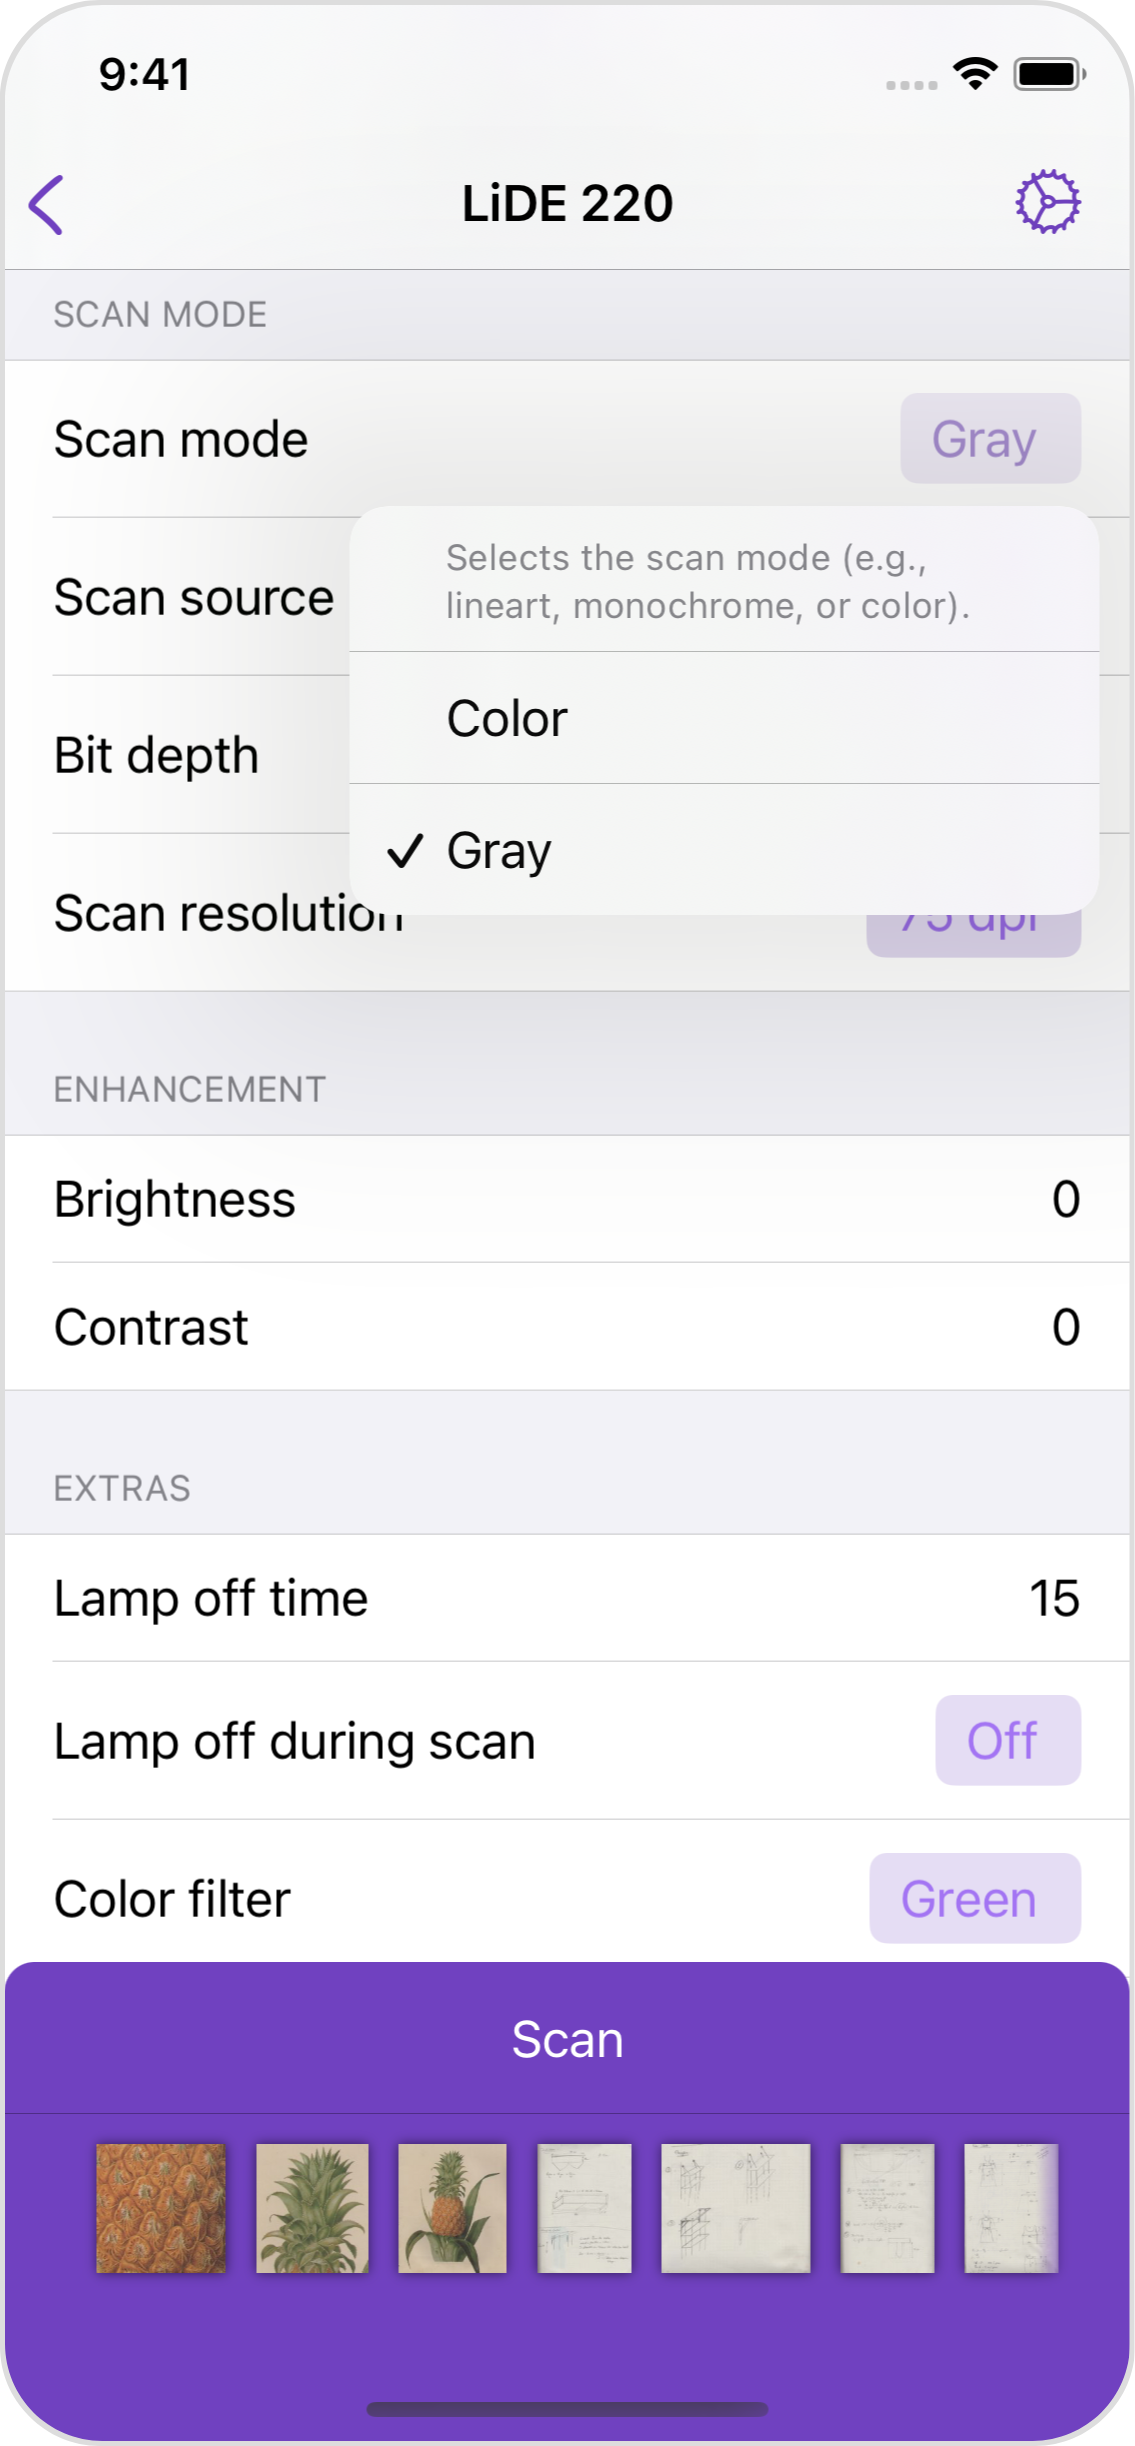 9:41
LiDE 220
SCAN MODE
Scan mode
Gray
Selects the scan mode (e.g.,
lineart, monochrome, or color).
Scan source
Color
Bit depth
Gray
Scan resolution
75 dpi
ENHANCEMENT
Brightness
0
Contrast
0
EXTRAS
Lamp off time
15
Lamp off during scan
Off
Color filter
Green
Scan